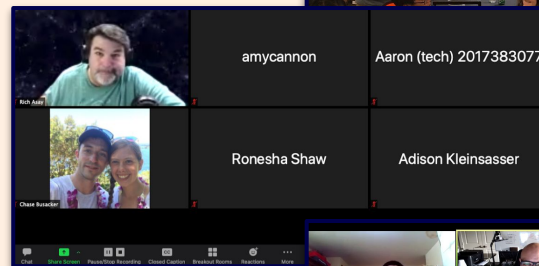 Rich Asay
amycannon
Aaron (tech) 201738307
Chase Busacker
Ronesha Shaw
Adison Kleinsasser
Chat
Share Screen
Pause/Stop Recording
Closed Caption
Breakout Rooms
Reactions
More